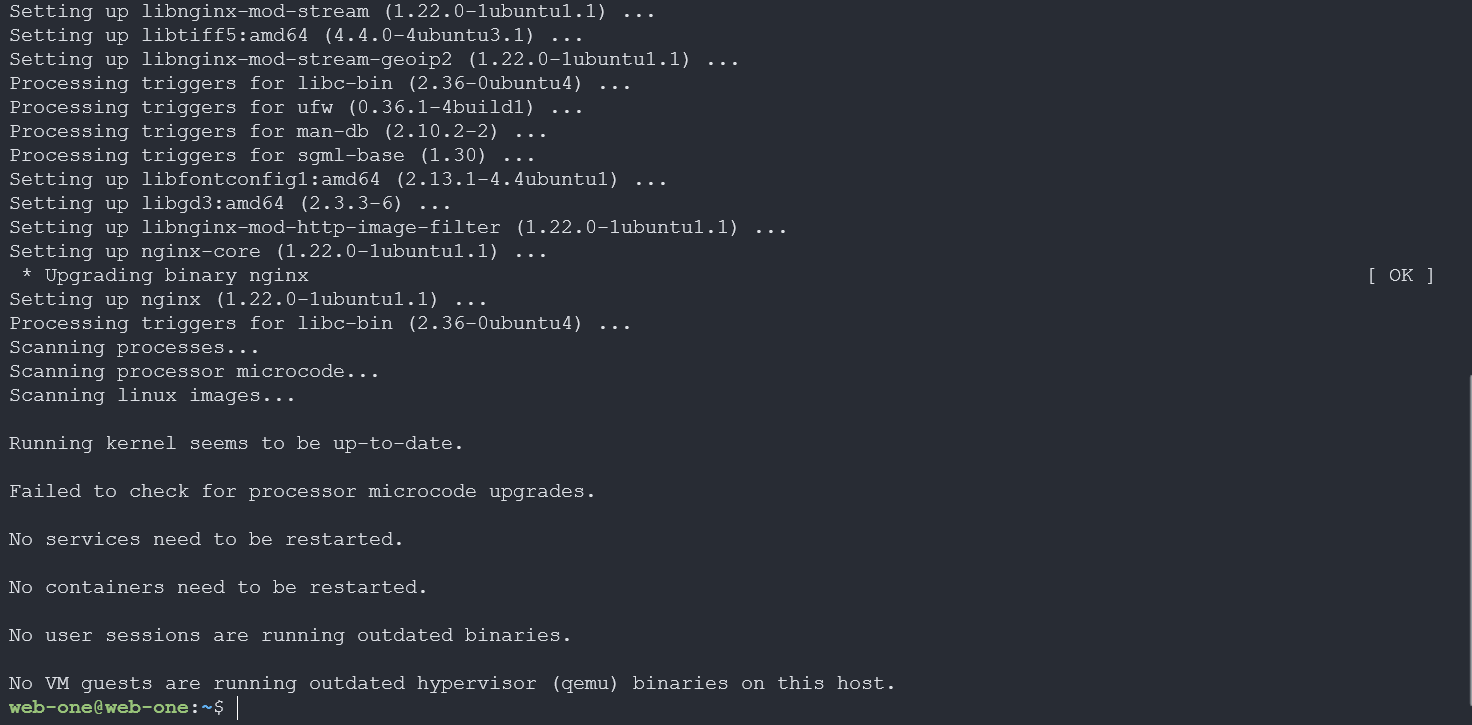 Setting up libnginx-mod-stream (1.22.0-1ubuntu1.1) ...
Setting up libtiff5:amd64 (4.4.0-4ubuntu3.1) ...
Setting up libnginx-mod-stream-geoip2 (1.22.0-1ubuntu1.1) ...
Processing triggers for libc-bin (2.36-0ubuntu4) ...
Processing triggers for ufw (0.36.1-4build1) ...
Processing triggers for man-db (2.10.2-2) ...
Processing triggers for sgml-base (1.30) ...
Setting up libfontconfig1:amd64 (2.13.1-4.4ubuntu1) ...
Setting up libgd3:amd64 (2.3.3-6) ...
Setting up libnginx-mod-http-image-filter (1.22.0-1ubuntu1.1) ...
Setting up nginx-core (1.22.0-1ubuntu1.1) ...
 * Upgrading binary nginx [ OK ]
Setting up nginx (1.22.0-1ubuntu1.1) ...
Processing triggers for libc-bin (2.36-0ubuntu4) ...
Scanning processes...
Scanning processor microcode...
Scanning linux images...
Running kernel seems to be up-to-date.
Failed to check for processor microcode upgrades.
No services need to be restarted.
No containers need to be restarted.
No user sessions are running outdated binaries.
No VM guests are running outdated hypervisor (qemu) binaries on this host.
web-one@web-one:~$